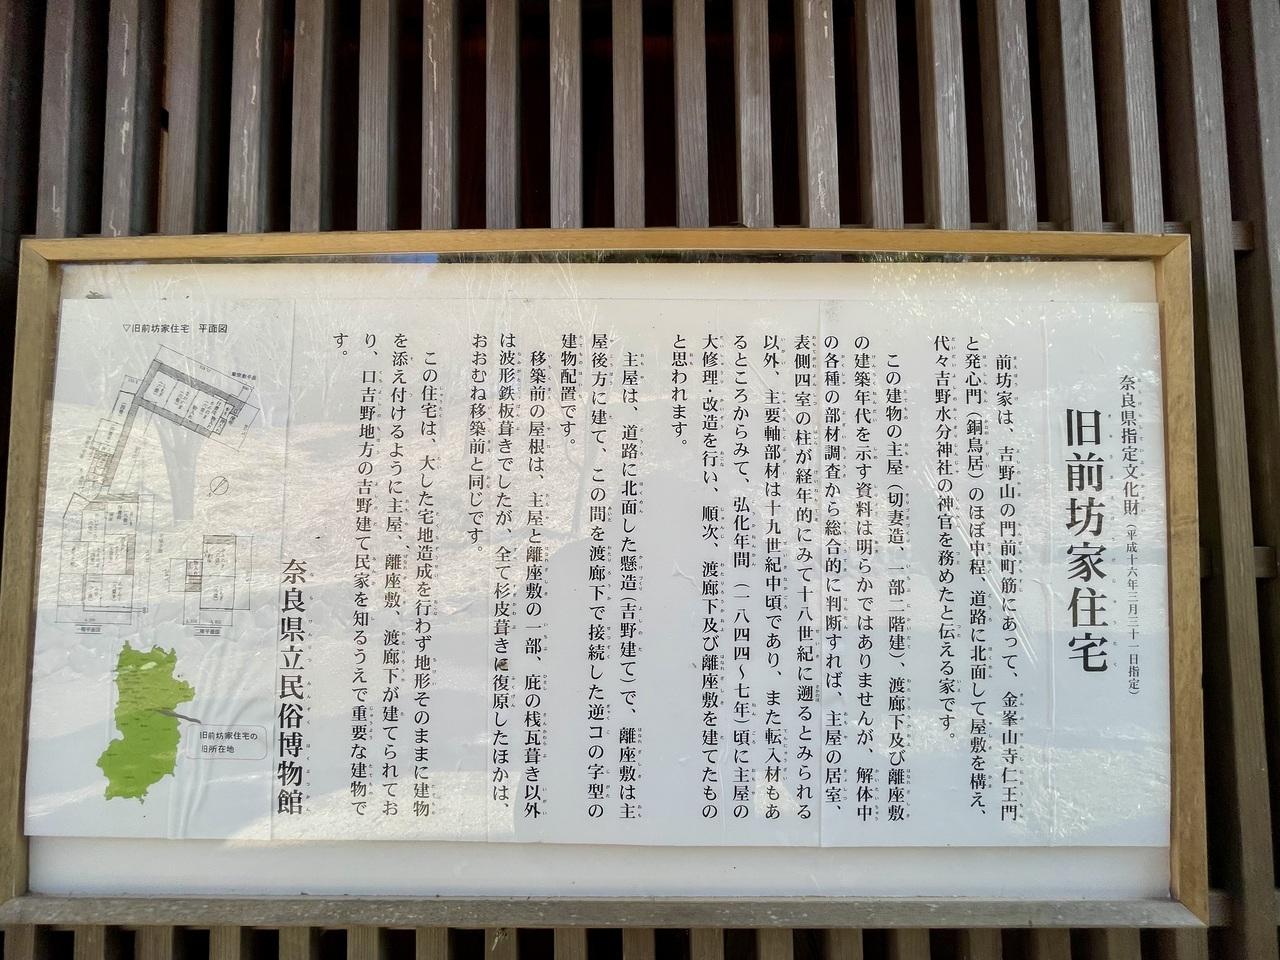 奈良県指定文化財（平成十六年三月三十一日指定）
旧前坊家住宅
前坊家は、吉野山の門前町筋にあって、金峯山寺仁王門
と発心門（銅鳥居）のほぼ中程、道路に北面して屋敷を構え、
代々吉野水分神社の神官を務めたと伝える家です。
この建物の主屋（切妻造、一部二階建）、渡廊下及び離座敷
の建築年代を示す資料は明らかではありませんが、解体中
の各種の部材調査から総合的に判断すれば、主屋の居室、
表側四室の柱が経年的にみて十八世紀に遡るとみられる
以外、主要軸部材は十九世紀中頃であり、また転入材もあ
るところからみて、弘化年間（一八四四～七年）頃に主屋の
大修理・改造を行い、順次、渡廊下及び離座敷を建てたもの
と思われます。
主屋は、道路に北面した懸造（吉野建て）で、離座敷は主
屋後方に建て、この間を渡廊下で接続した逆コの字型の
建物配置です。
移築前の屋根は、主屋と離座敷の一部、庇の桟瓦葺き以外
は波形鉄板葺きでしたが、全て杉皮葺きに復原したほかは、
おおむね移築前と同じです。
この住宅は、大した宅地造成を行わず地形そのままに建物
を添え付けるように主屋、離座敷、渡廊下が建てられてお
り、口吉野地方の吉野建て民家を知るうえで重要な建物で
す。
奈良県立民俗博物館
▽旧前坊家住宅 平面図
旧前坊家住宅の
旧所在地